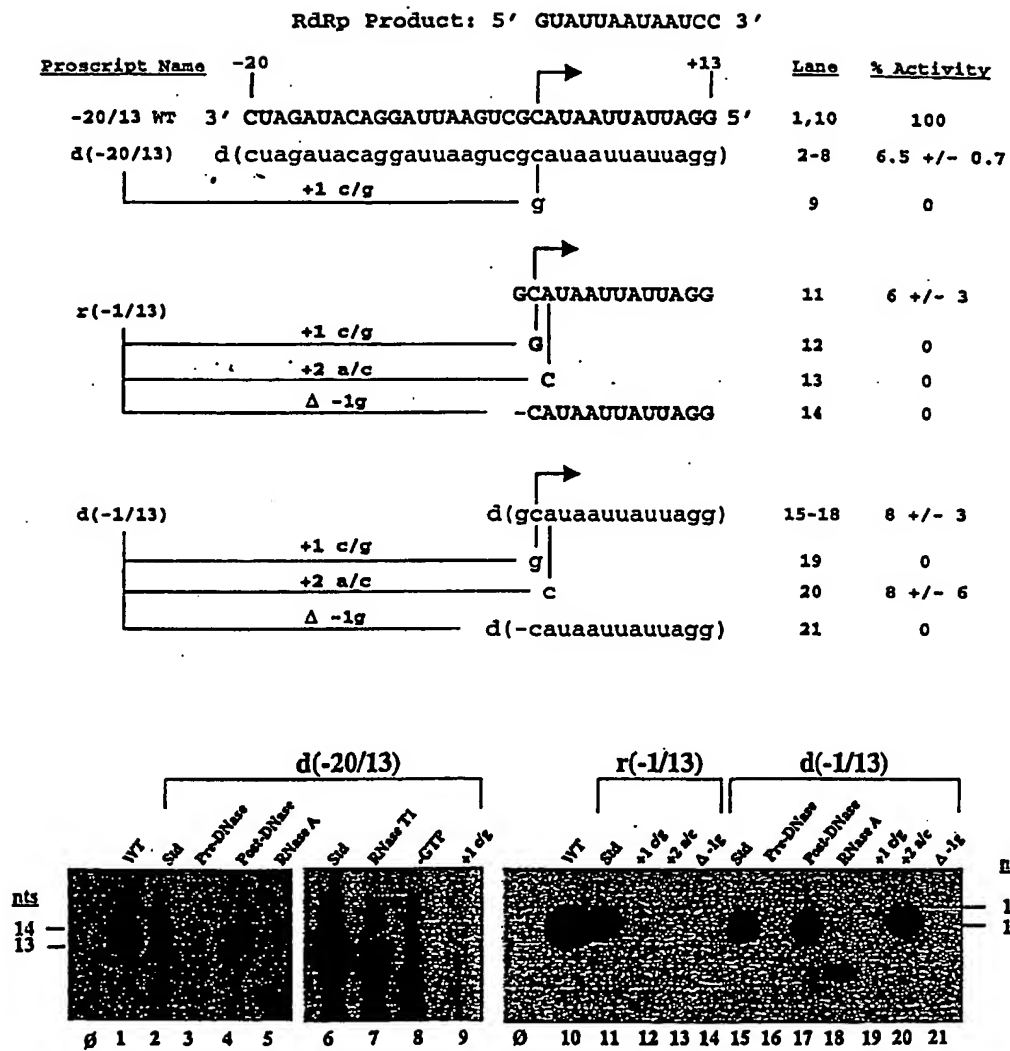 RdRp Product: 5′ GUAUUAAUAAUCC 3′
Proscript Name -20 +13 Lane % Activity
-20/13 WT 3′ CUAGAUACAGGAUUAAGUCGCAUAAUUAUUAGG 5′ 1,10 100
d(-20/13) d(cuagauacaggauuaagucgcauaauuauuagg) 2-8 6.5 +/- 0.7
+1 c/g g 9 0
GCAUAAUUAUUAGG 11 6 +/- 3
r(-1/13)
+1 c/g G 12 0
+2 a/c C 13 0
Δ -1g -CAUAAUUAUUAGG 14 0
d(-1/13) d(gcauaauuauuagg) 15-18 8 +/- 3
+1 c/g g 19 0
+2 a/c c 20 8 +/- 6
Δ -1g d(-cauaauuauuagg) 21 0
d(-20/13) r(-1/13) d(-1/13)
WT Std Pre-DNase Post-DNase RNase A Std RNase T1 -GTP +1 c/g WT Std +1 c/g +2 a/c Δ -1g Std Pre-DNase Post-DNase RNase A +1 c/g +2 a/c Δ -1g
nts
14
13
Ø 1 2 3 4 5 6 7 8 9 Ø 10 11 12 13 14 15 16 17 18 19 20 21